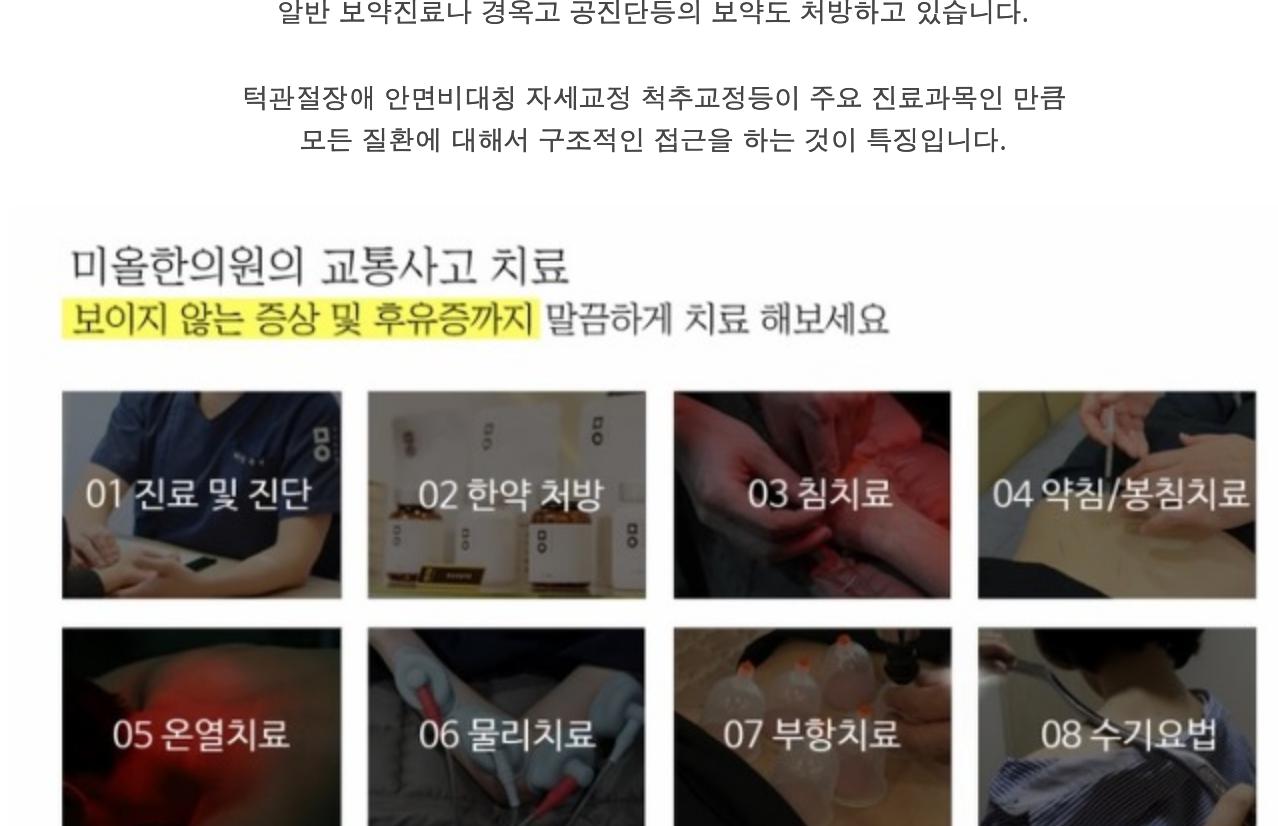 알반 보약진료나 경옥고 공진단등의 보약도 처방하고 있습니다.
턱관절장애 안면비대칭 자세교정 척추교정등이 주요 진료과목인 만큼
모든 질환에 대해서 구조적인 접근을 하는 것이 특징입니다.
미올한의원의 교통사고 치료
보이지 않는 증상 및 후유증까지 말끔하게 치료 해보세요
01 진료 및 진단
02 한약 처방
03 침치료
04 약침/봉침치료
05 온열치료
06 물리치료
07 부항치료
08 수기요법